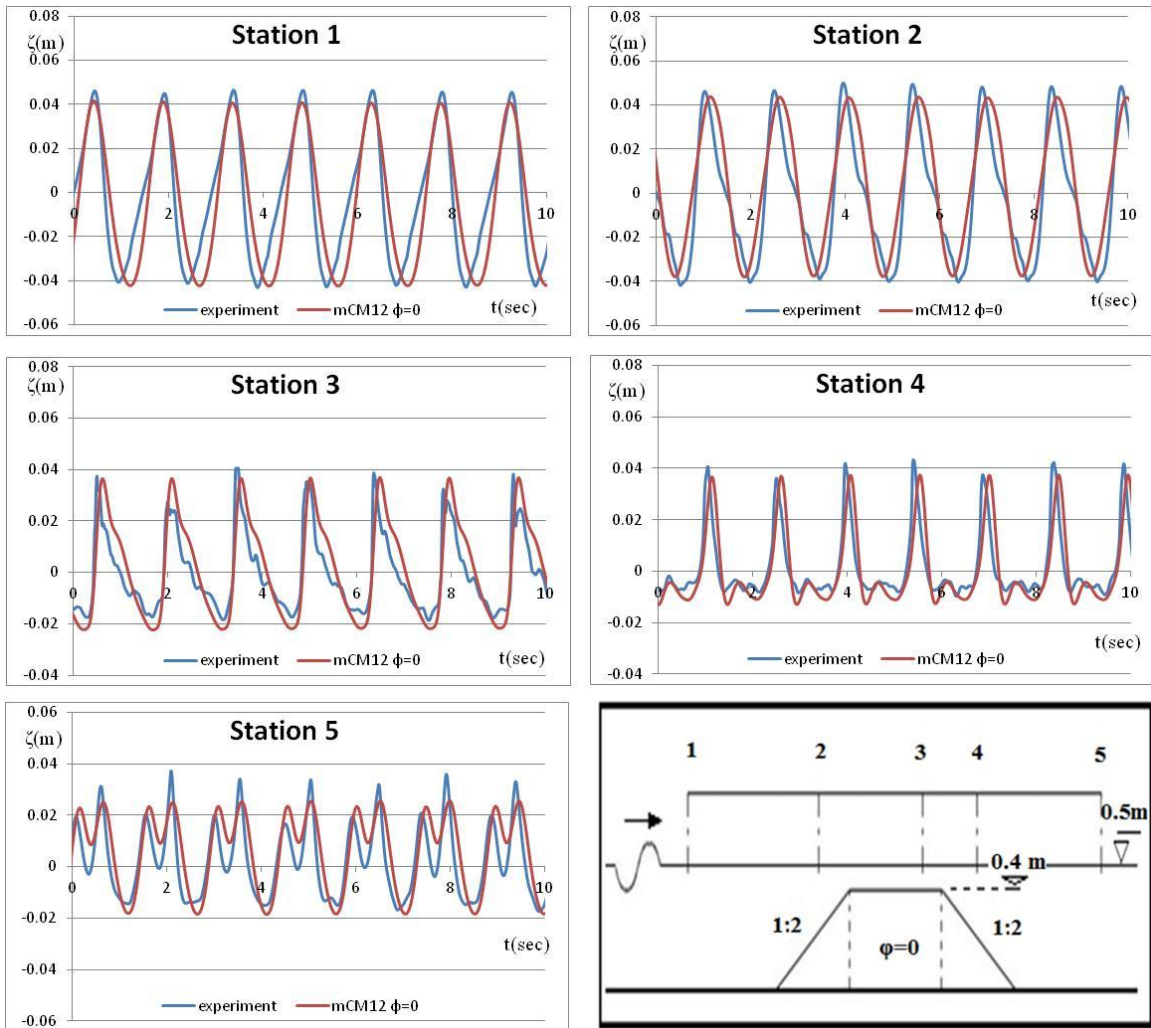 Station 1
ζ(m)
0.08
0.06
0.04
0.02
0
-0.02
-0.04
-0.06
0 2 4 6 8 10
t(sec)
experiment mCM12 ϕ=0
Station 2
ζ(m)
0.08
0.06
0.04
0.02
0
-0.02
-0.04
-0.06
0 2 4 6 8 10
t(sec)
experiment mCM12 ϕ=0
Station 3
ζ(m)
0.08
0.06
0.04
0.02
0
-0.02
-0.04
0 2 4 6 8 10
t(sec)
experiment mCM12 ϕ=0
Station 4
ζ(m)
0.08
0.06
0.04
0.02
0
-0.02
-0.04
0 2 4 6 8 10
t(sec)
experiment mCM12 ϕ=0
Station 5
ζ(m)
0.06
0.04
0.02
0
-0.02
-0.04
-0.06
0 2 4 6 8 10
t(sec)
experiment mCM12 ϕ=0
1 2 3 4 5
0.5m
0.4 m
1:2 φ=0 1:2